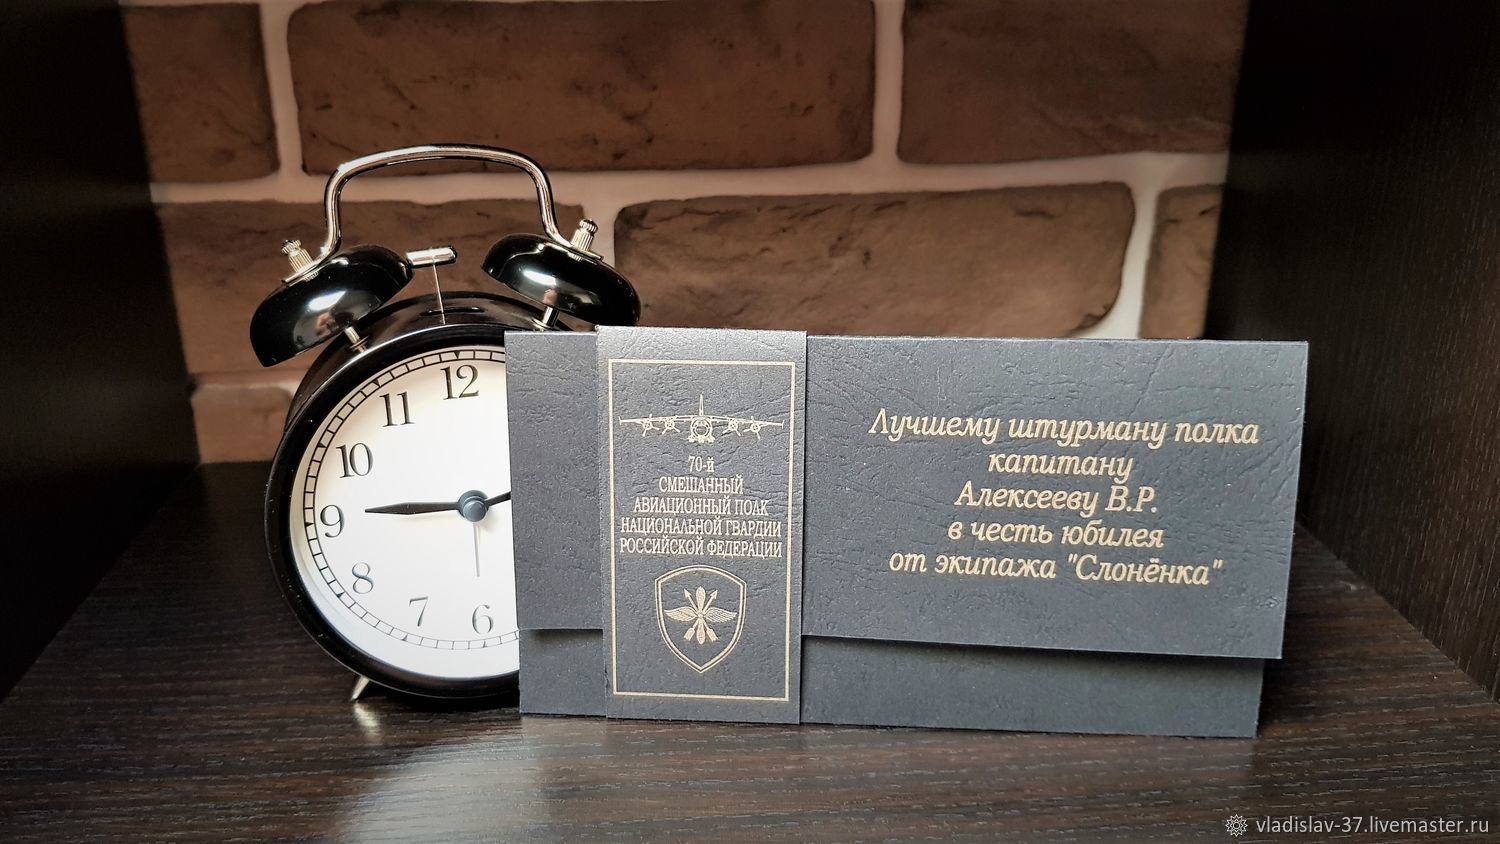 12
11
10
9
8
7
6
70-й
СМЕШАННЫЙ
АВИАЦИОННЫЙ ПОЛК
НАЦИОНАЛЬНОЙ ГВАРДИИ
РОССИЙСКОЙ ФЕДЕРАЦИИ
Лучшему штурману полка
капитану
Алексееву В.Р.
в честь юбилея
от экипажа "Слонёнка"
vladislav-37.livemaster.ru